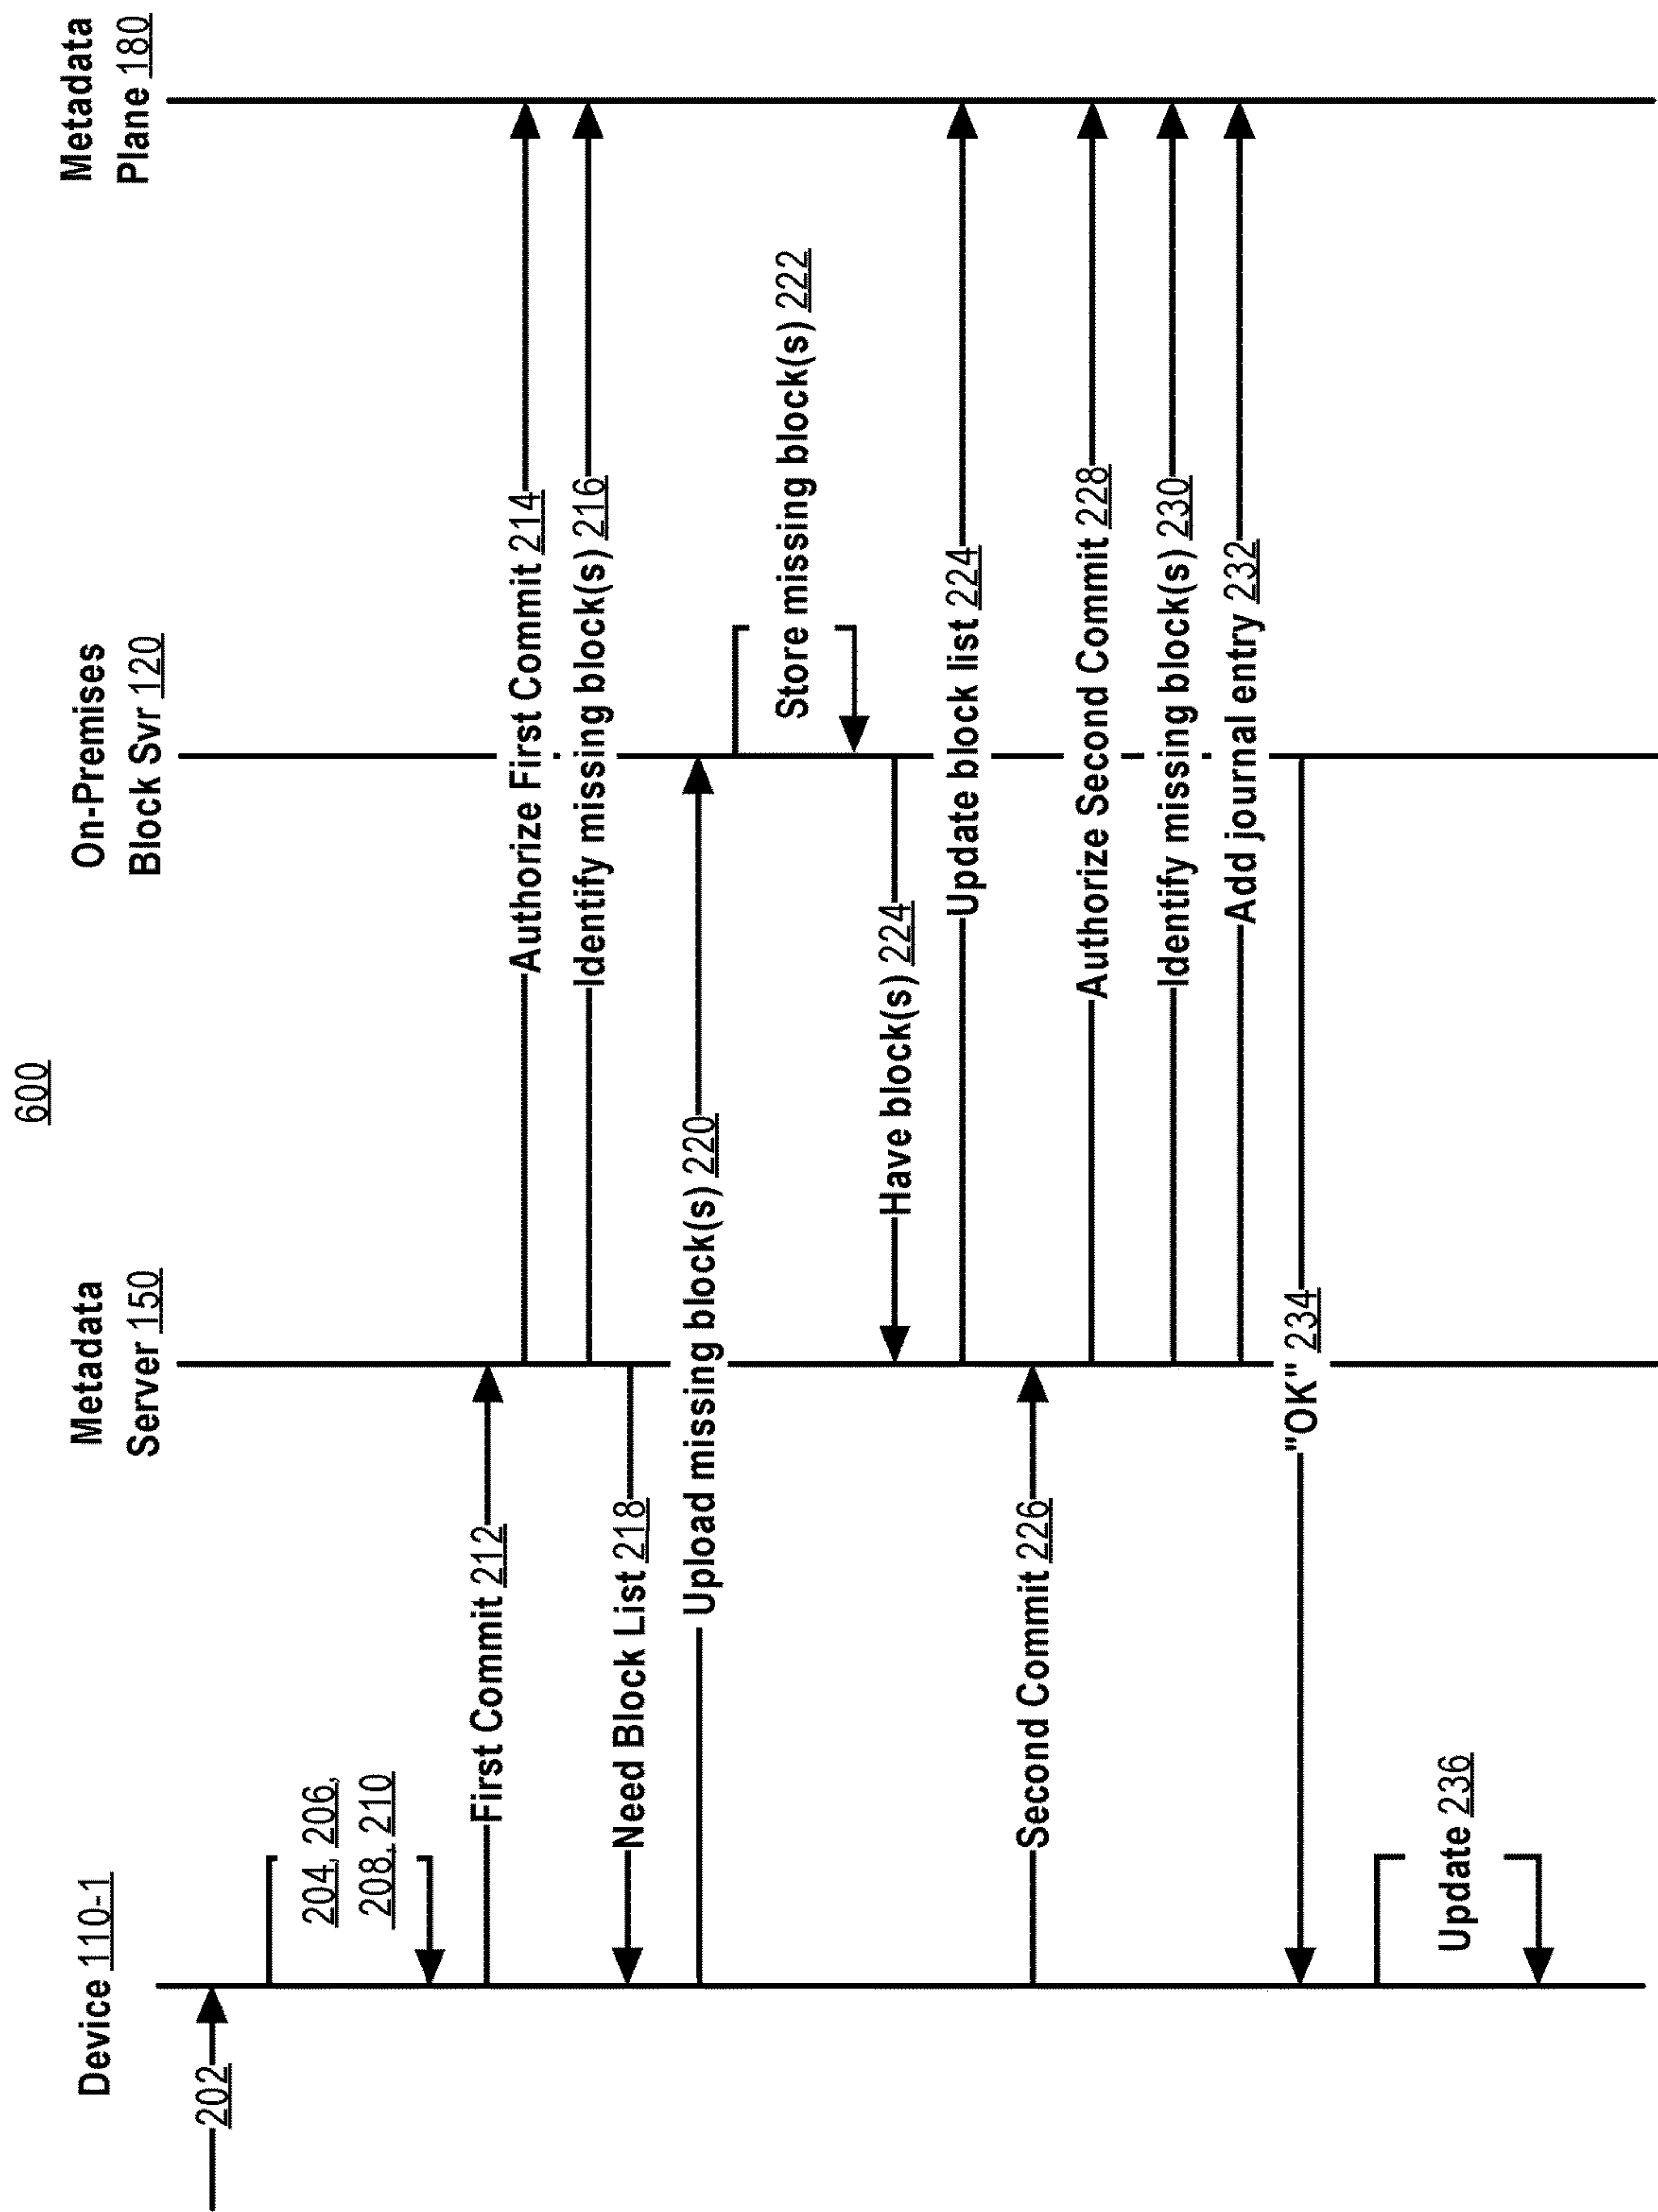 600
Device 110-1
Metadata
Server 150
On-Premises
Block Svr 120
Metadata
Plane 180
202
204, 206,
208, 210
First Commit 212
Authorize First Commit 214
Identify missing block(s) 216
Need Block List 218
Upload missing block(s) 220
Store missing block(s) 222
Have block(s) 224
Update block list 224
Second Commit 226
Authorize Second Commit 228
Identify missing block(s) 230
Add journal entry 232
"OK" 234
Update 236